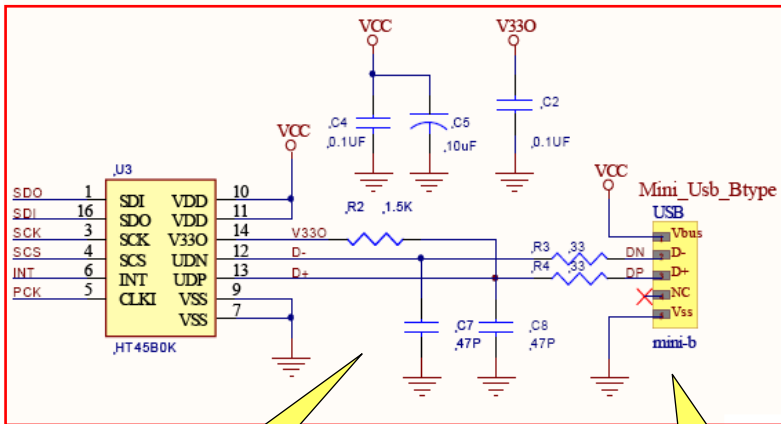 VCC
V33O
,C4
,0.1UF
,C5
,10uF
,C2
,0.1UF
VCC
,U3
SDO 1 SDI VDD 10
SDI 16 SDO VDD 11
SCK 3 SCK V33O 14 V33O
SCS 4 SCS UDN 12 D-
INT 6 INT UDP 13 D+
PCK 5 CLKI VSS 9
VSS 7
,HT45B0K
,R2 ,1.5K
,R3 ,33 DN
,R4 ,33 DP
,C7
,47P
,C8
,47P
VCC
Mini_Usb_Btype
USB
Vbus
D-
D+
NC
Vss
mini-b